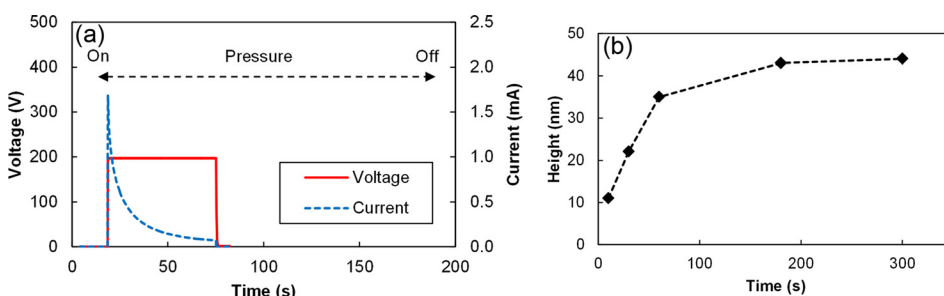 (a)
500
400
300
200
100
0
Voltage (V)
On Pressure Off
Voltage
Current
2.5
2.0
1.5
1.0
0.5
0.0
Current (mA)
0 50 100 150 200
Time (s)
(b)
50
40
30
20
10
0
Height (nm)
0 100 200 300
Time (s)